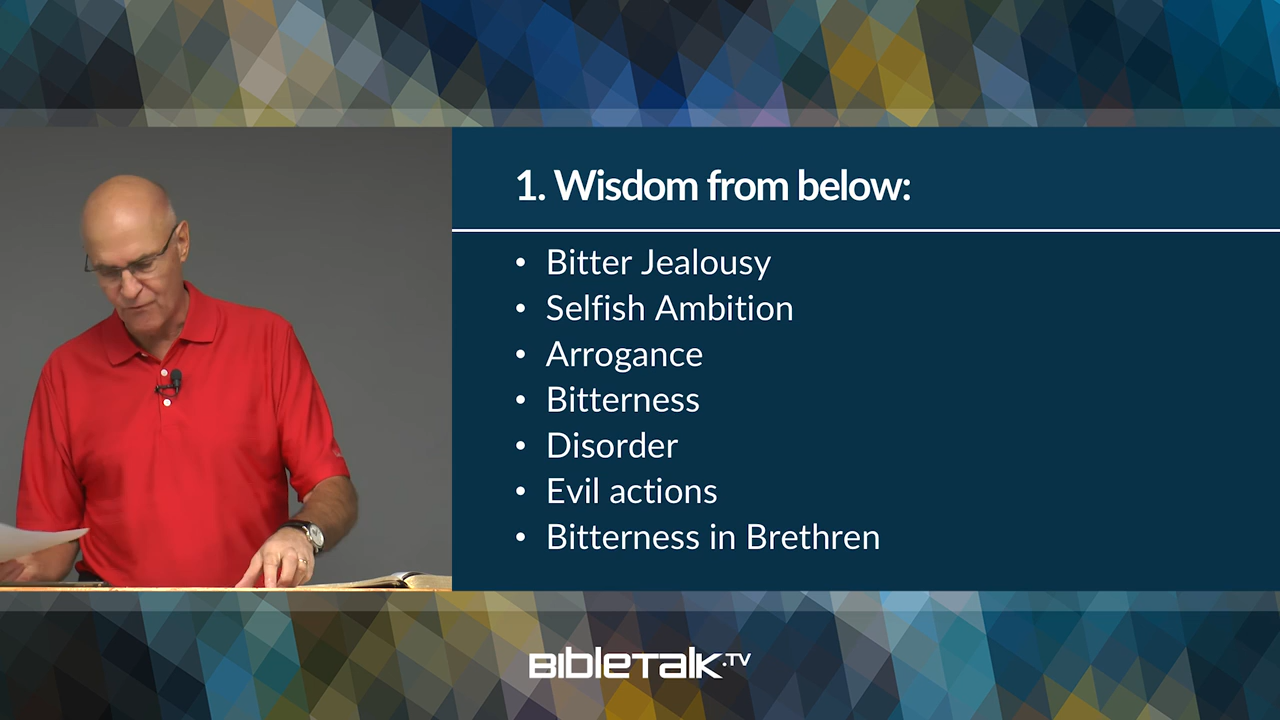 1. Wisdom from below:
• Bitter Jealousy
• Selfish Ambition
• Arrogance
• Bitterness
• Disorder
• Evil actions
• Bitterness in Brethren
BIBLETALK.TV